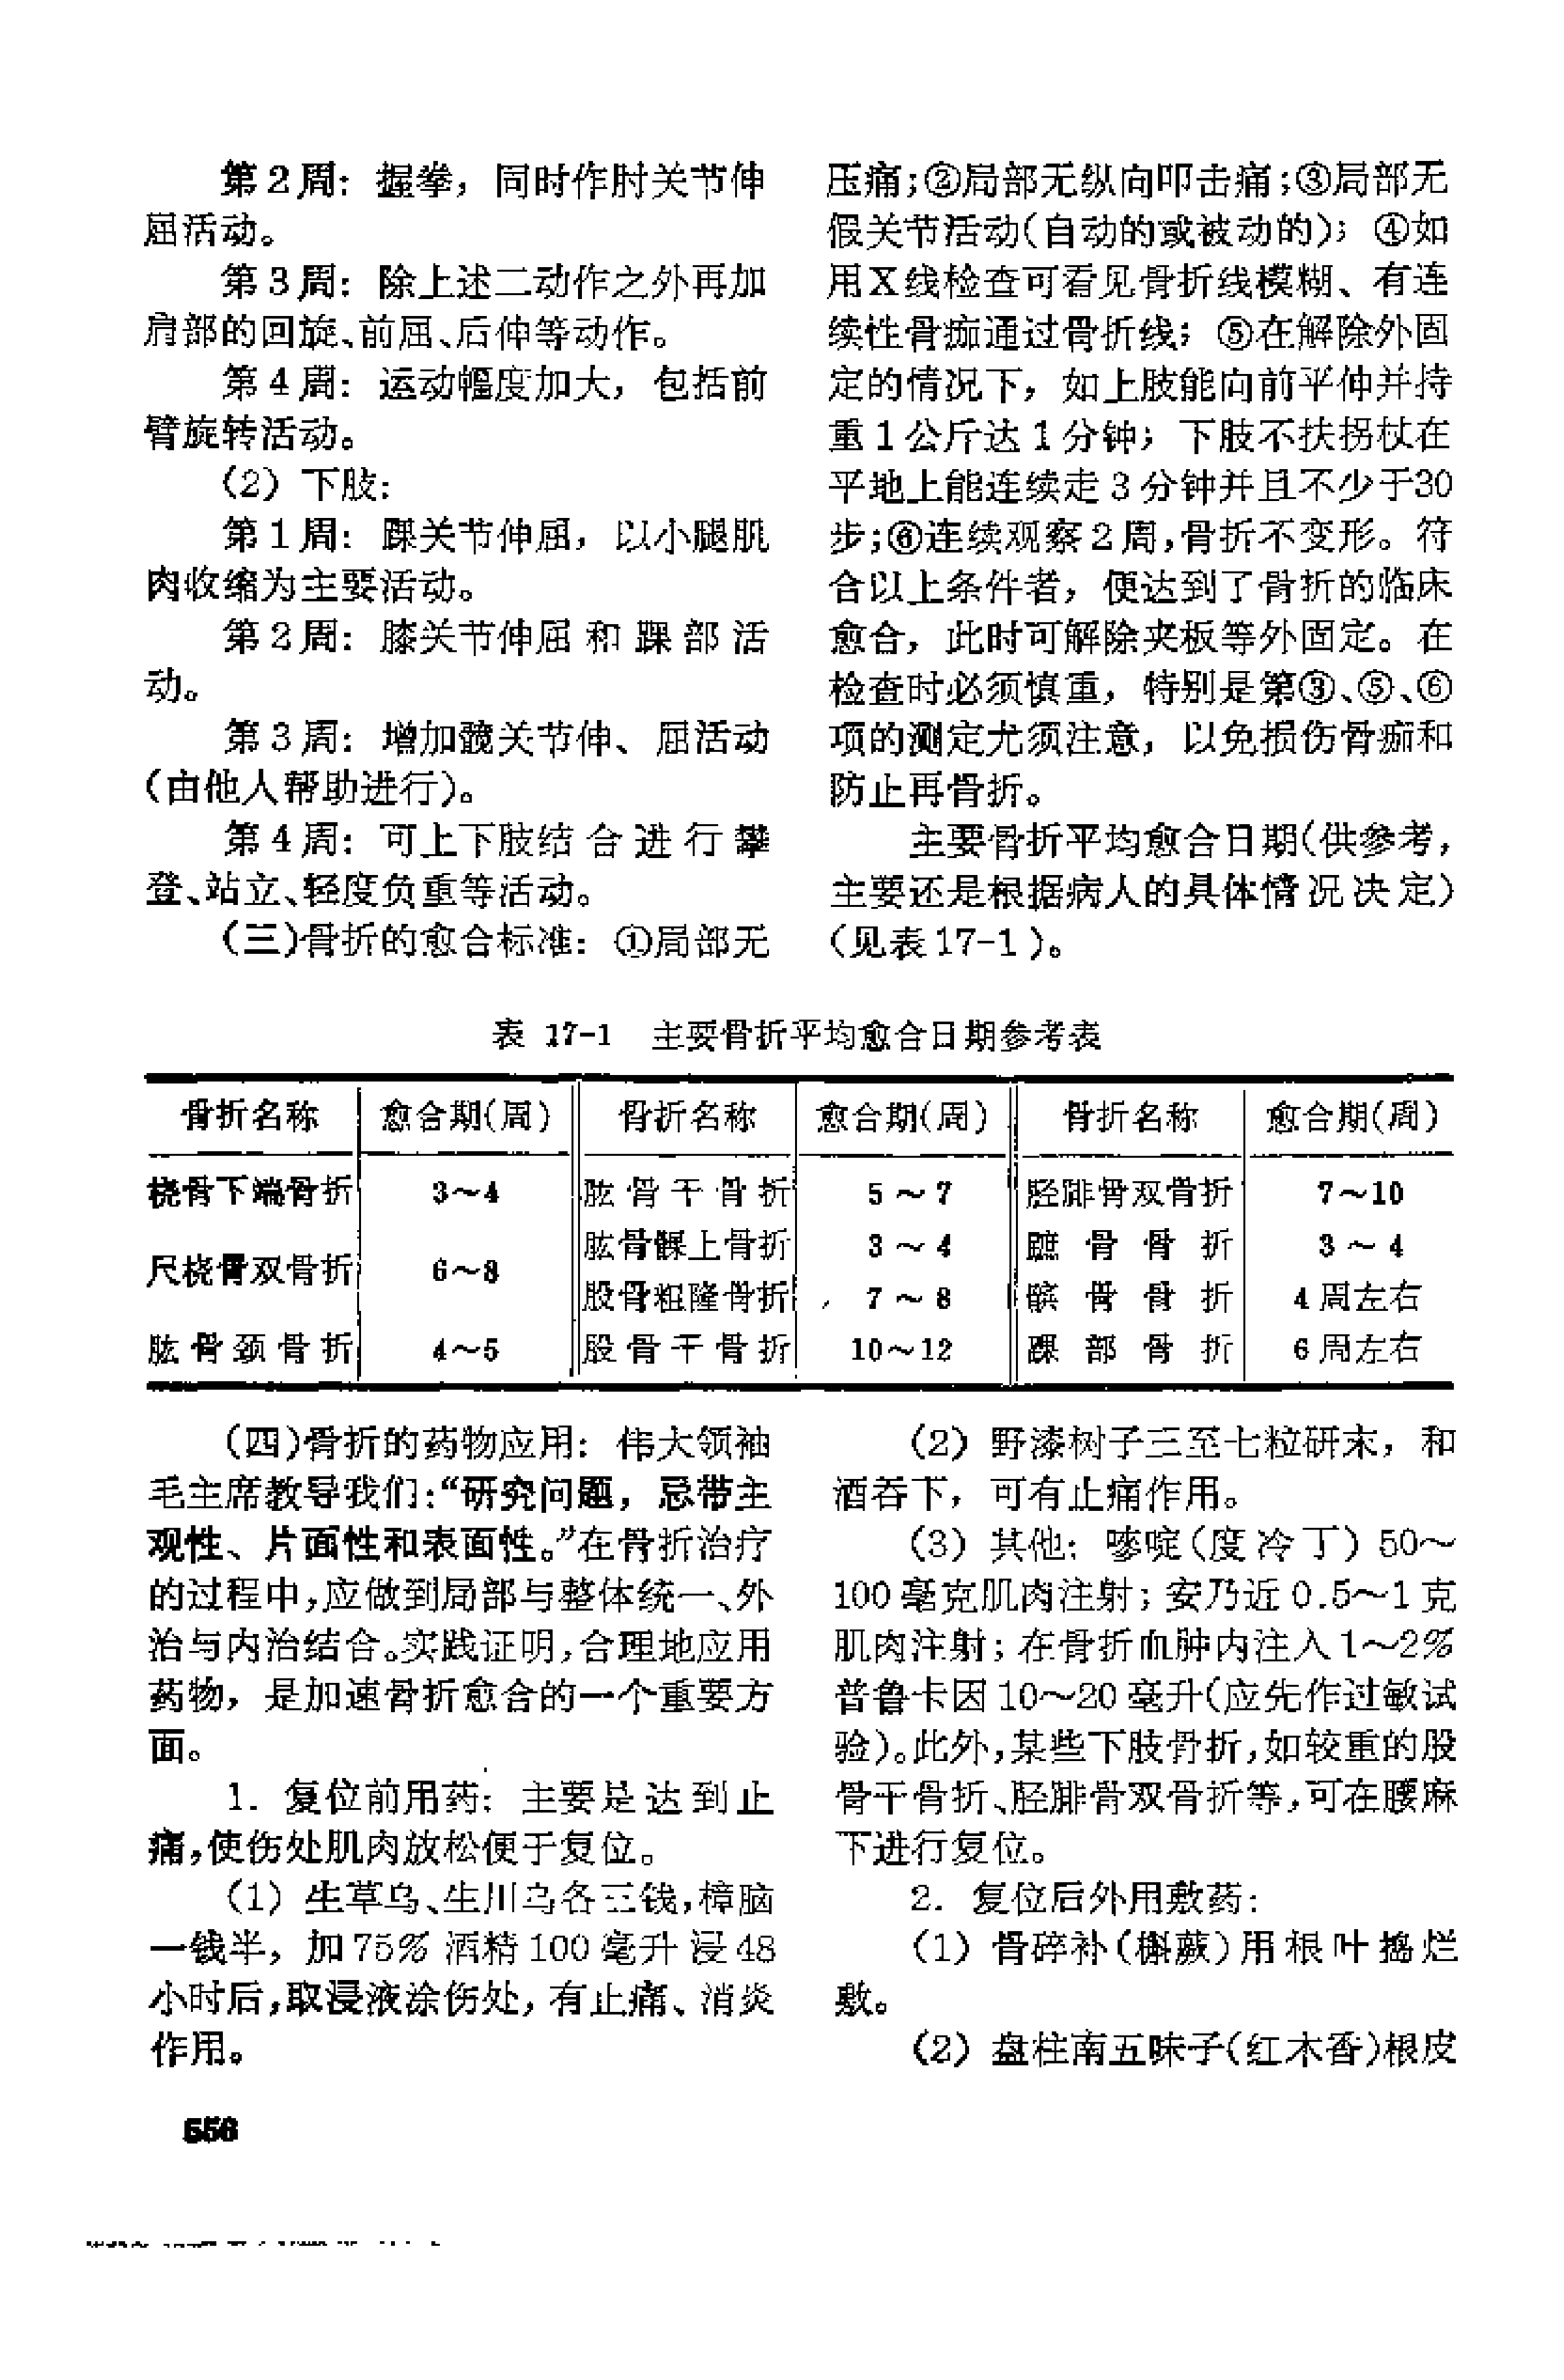 第2周：握拳，同时作肘关节伸
屈活动。
第3周：除上述二动作之外再加
肩部的回旋、前屈、后伸等动作。
第4周：运动幅度加大，包括前
臂旋转活动。
（2）下肢：
第1周：踝关节伸屈，以小腿肌
肉收缩为主要活动。
第2周：膝关节伸屈和踝部活
动。
第3周：增加髋关节伸、屈活动
（由他人帮助进行）。
第4周：可上下肢结合进行攀
登、站立、轻度负重等活动。
（三）骨折的愈合标准：①局部无
压痛；②局部无纵向叩击痛；③局部无
假关节活动（自动的或被动的）；④如
用X线检查可看见骨折线模糊、有连
续性骨痂通过骨折线；⑤在解除外固
定的情况下，如上肢能向前平伸并持
重1公斤达1分钟；下肢不扶拐杖在
平地上能连续走3分钟并且不少于30
步；⑥连续观察2周，骨折不变形。符
合以上条件者，便达到了骨折的临床
愈合，此时可解除夹板等外固定。在
检查时必须慎重，特别是第③、⑤、⑥
项的测定尤须注意，以免损伤骨痂和
防止再骨折。
主要骨折平均愈合日期（供参考，
主要还是根据病人的具体情况决定）
（见表17-1）。
表 17-1 主要骨折平均愈合日期参考表
骨折名称 愈合期（周） 骨折名称 愈合期（周） 骨折名称 愈合期（周）
桡骨下端骨折 3～4 肱骨干骨折 5～7 胫腓骨双骨折 7～10
肱骨髁上骨折 3～4 跖骨骨折 3～4
尺桡骨双骨折 6～8
股骨粗隆骨折 7～8 髌骨骨折 4周左右
肱骨颈骨折 4～5 股骨干骨折 10～12 踝部骨折 6周左右
（四）骨折的药物应用：伟大领袖
毛主席教导我们：“研究问题，忌带主
观性、片面性和表面性。”在骨折治疗
的过程中，应做到局部与整体统一、外
治与内治结合。实践证明，合理地应用
药物，是加速骨折愈合的一个重要方
面。
1．复位前用药：主要是达到止
痛，使伤处肌肉放松便于复位。
（1）生草乌、生川乌各三钱，樟脑
一钱半，加75%酒精100毫升浸48
小时后，取浸液涂伤处，有止痛、消炎
作用。
（2）野漆树子三至七粒研末，和
酒吞下，可有止痛作用。
（3）其他：哆啶（度冷丁）50～
100毫克肌肉注射；安乃近0.5～1克
肌肉注射；在骨折血肿内注入1～2%
普鲁卡因10～20毫升（应先作过敏试
验）。此外，某些下肢骨折，如较重的股
骨干骨折、胫腓骨双骨折等，可在腰麻
下进行复位。
2．复位后外用敷药：
（1）骨碎补（槲蕨）用根叶捣烂
敷。
（2）盘柱南五味子（红木香）根皮